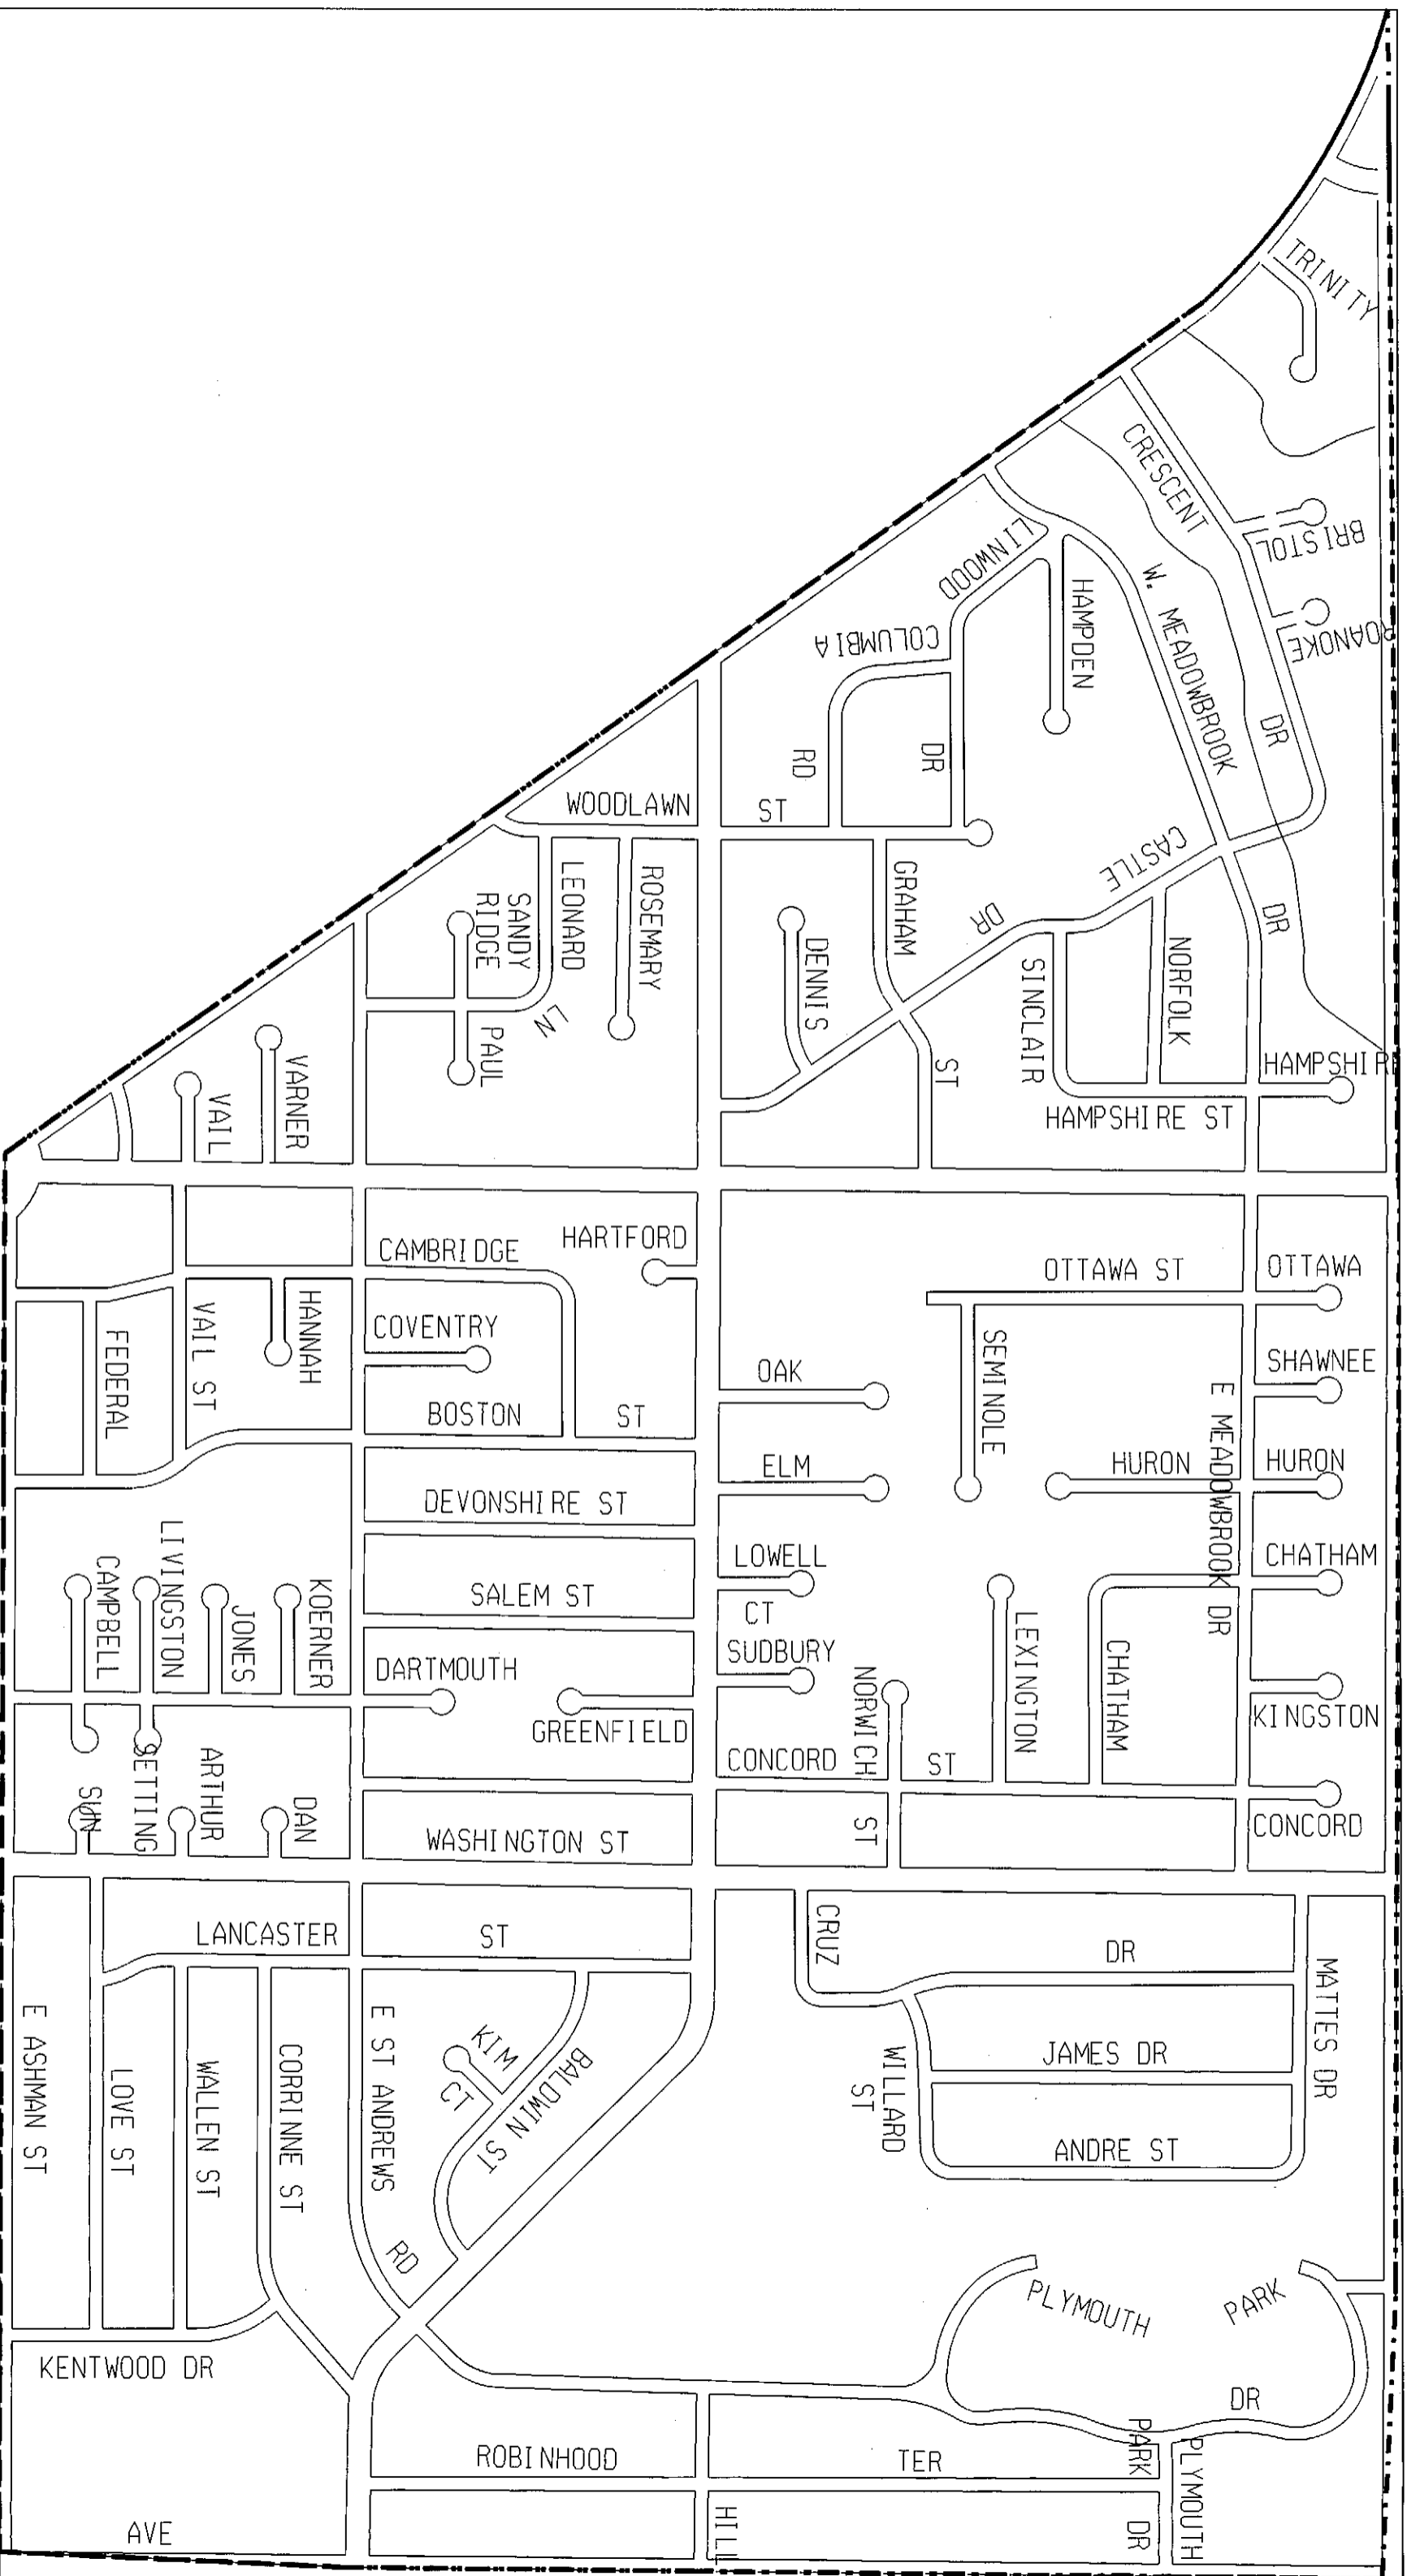 TRINITY
CRESCENT
DR
BRISTOL
ROANOKE
LINWOOD
DR
HAMPDEN
W. MEADOWBROOK
DR
COLUMBIA
RD
WOODLAWN
ST
CASTLE
DR
ROSEMARY
LEONARD
LN
SANDY
RIDGE
PAUL
GRAHAM
ST
DENNIS
SINCLAIR
NORFOLK
HAMPSHIRE
HAMPSHIRE ST
VARNER
VAIL
CAMBRIDGE
HARTFORD
OTTAWA ST
OTTAWA
HANNAH
VAIL ST
FEDERAL
COVENTRY
BOSTON
ST
OAK
SEMINOLE
SHAWNEE
E MEADOWBROOK DR
ELM
HURON
HURON
DEVONSHIRE ST
LOWELL
CT
CHATHAM
CHATHAM
SALEM ST
SUDBURY
LEXINGTON
KINGSTON
LIVINGSTON
CAMPBELL
JONES
KOERNER
DARTMOUTH
GREENFIELD
CONCORD
ST
NORWICH
ST
CONCORD
SUN
SETTING
ARTHUR
DAN
WASHINGTON ST
LANCASTER
ST
CRUZ
DR
MATTES DR
E ASHMAN ST
LOVE ST
WALLEN ST
CORRINNE ST
E ST ANDREWS
RD
KIM
CT
BALDWIN ST
WILLARD
ST
JAMES DR
ANDRE ST
PLYMOUTH
PARK
DR
KENTWOOD DR
ROBINHOOD
TER
PLYMOUTH
PARK
DR
HILL
AVE